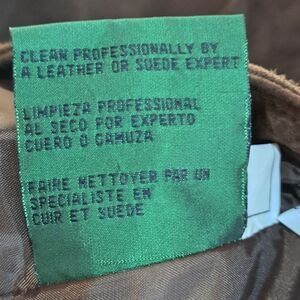 CLEAN PROFESSIONALLY BY
A LEATHER OR SUEDE EXPERT
LIMPIEZA PROFESSIONAL
AL SECO POR EXPERTO
CUERO O GAMUZA
FAIRE NETTOYER PAR UN
SPECIALISTE EN
CUIR ET SUEDE